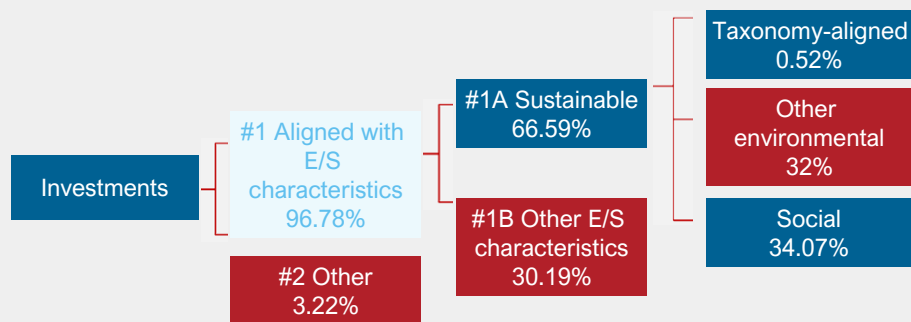 Investments
#1 Aligned with
E/S
characteristics
96.78%
#2 Other
3.22%
#1A Sustainable
66.59%
#1B Other E/S
characteristics
30.19%
Taxonomy-aligned
0.52%
Other
environmental
32%
Social
34.07%